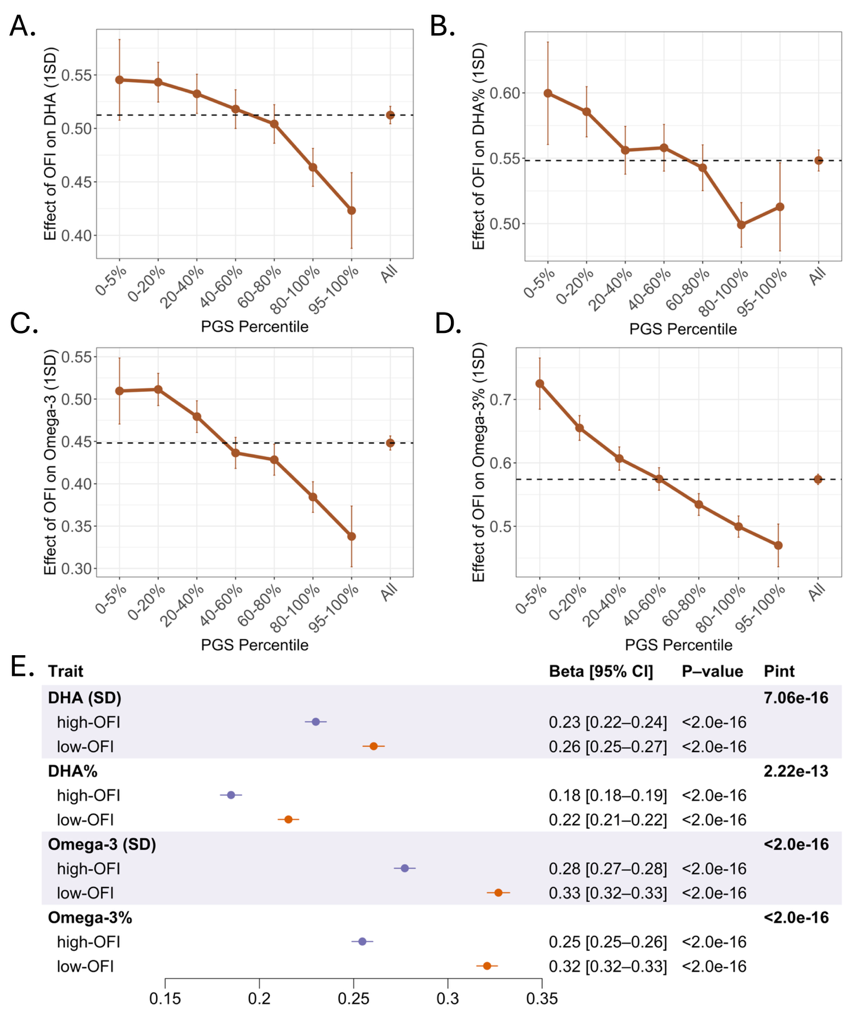 A.
Effect of OFI on DHA (1SD)
0.55
0.50
0.45
0.40
0-5%
0-20%
20-40%
40-60%
60-80%
80-100%
95-100%
All
PGS Percentile
B.
Effect of OFI on DHA% (1SD)
0.60
0.55
0.50
0-5%
0-20%
20-40%
40-60%
60-80%
80-100%
95-100%
All
PGS Percentile
C.
Effect of OFI on Omega-3 (1SD)
0.55
0.50
0.45
0.40
0.35
0.30
0-5%
0-20%
20-40%
40-60%
60-80%
80-100%
95-100%
All
PGS Percentile
D.
Effect of OFI on Omega-3% (1SD)
0.7
0.6
0.5
0-5%
0-20%
20-40%
40-60%
60-80%
80-100%
95-100%
All
PGS Percentile
E.
Trait Beta [95% CI] P–value Pint
DHA (SD) 7.06e-16
high-OFI 0.23 [0.22–0.24] <2.0e-16
low-OFI 0.26 [0.25–0.27] <2.0e-16
DHA% 2.22e-13
high-OFI 0.18 [0.18–0.19] <2.0e-16
low-OFI 0.22 [0.21–0.22] <2.0e-16
Omega-3 (SD) <2.0e-16
high-OFI 0.28 [0.27–0.28] <2.0e-16
low-OFI 0.33 [0.32–0.33] <2.0e-16
Omega-3% <2.0e-16
high-OFI 0.25 [0.25–0.26] <2.0e-16
low-OFI 0.32 [0.32–0.33] <2.0e-16
0.15 0.2 0.25 0.3 0.35